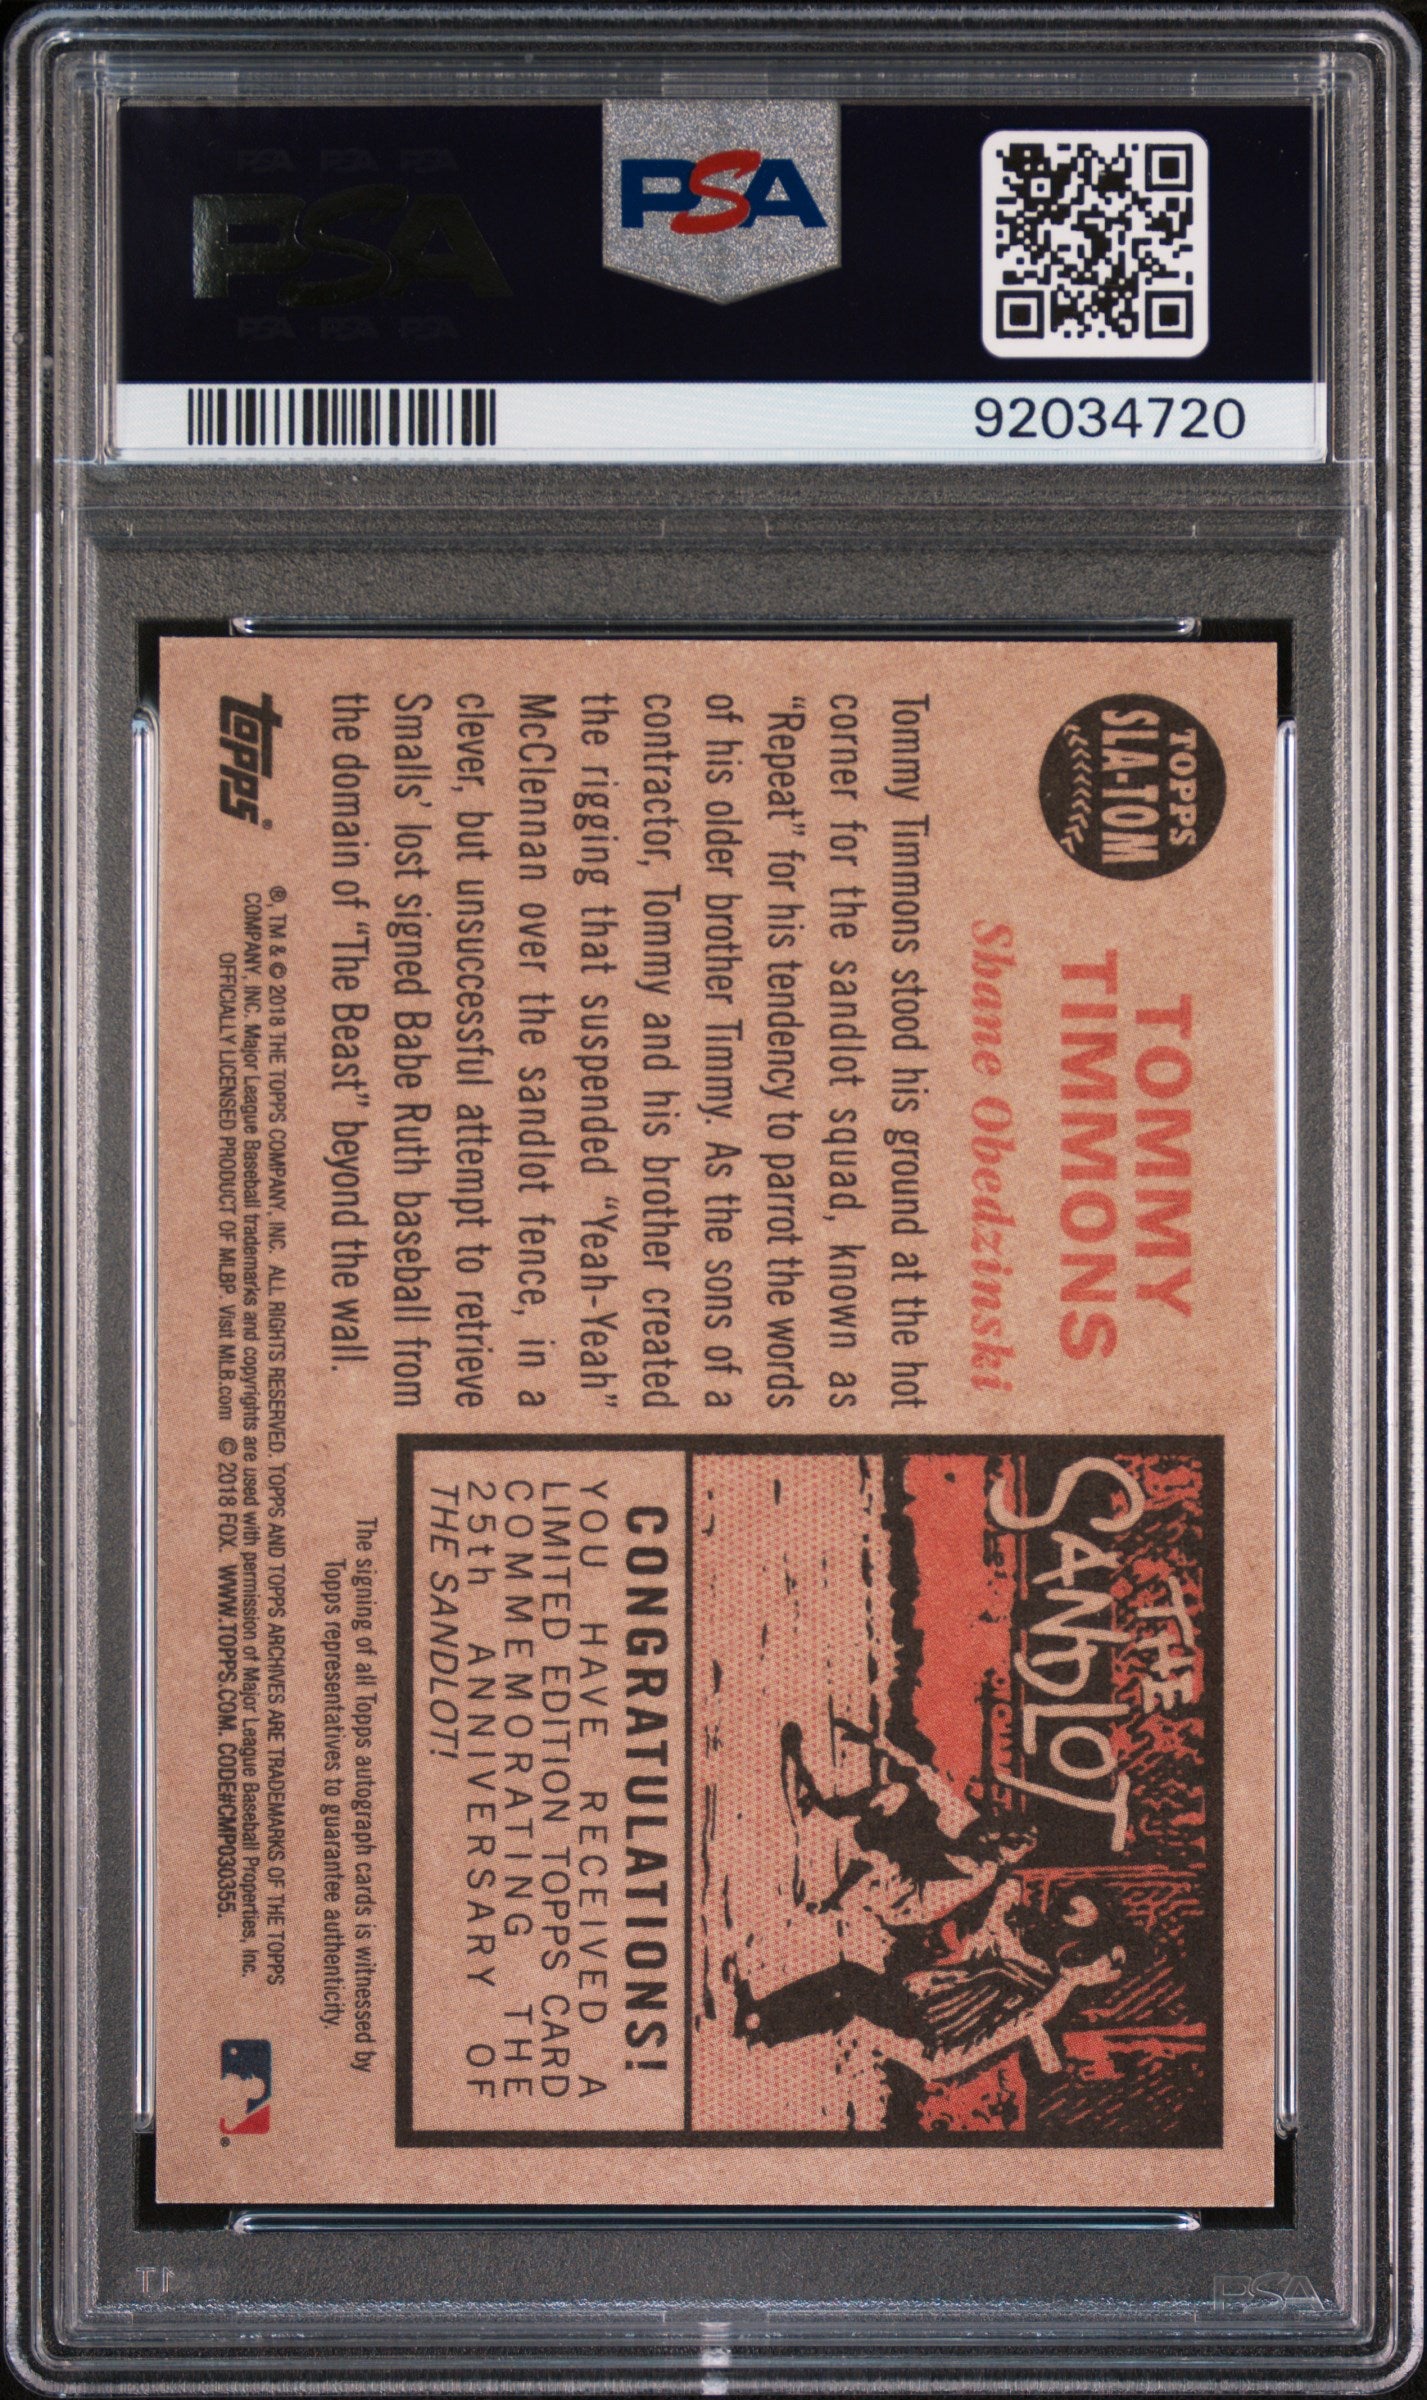 PSA PSA PSA
PSA
PSA PSA PSA
PSA
92034720
TOPPS
SLA-TOM
TOMMY
TIMMONS
Shane Obedzinski
Tommy Timmons stood his ground at the hot
corner for the sandlot squad, known as
“Repeat” for his tendency to parrot the words
of his older brother Timmy. As the sons of a
contractor, Tommy and his brother created
the rigging that suspended “Yeah-Yeah”
McClennan over the sandlot fence, in a
clever, but unsuccessful attempt to retrieve
Smalls’ lost signed Babe Ruth baseball from
the domain of “The Beast” beyond the wall.
THE
SANDLOT
CONGRATULATIONS!
YOU HAVE RECEIVED A
LIMITED EDITION TOPPS CARD
COMMEMORATING THE
25th ANNIVERSARY OF
THE SANDLOT!
The signing of all Topps autograph cards is witnessed by
Topps representatives to guarantee authenticity.
topps®
®, TM & © 2018 THE TOPPS COMPANY, INC. ALL RIGHTS RESERVED. TOPPS AND TOPPS ARCHIVES ARE TRADEMARKS OF THE TOPPS
COMPANY, INC. Major League Baseball trademarks and copyrights are used with permission of Major League Baseball Properties, Inc.
OFFICIALLY LICENSED PRODUCT OF MLBP. Visit MLB.com © 2018 FOX. WWW.TOPPS.COM. CODE#CMP030355.
PSA